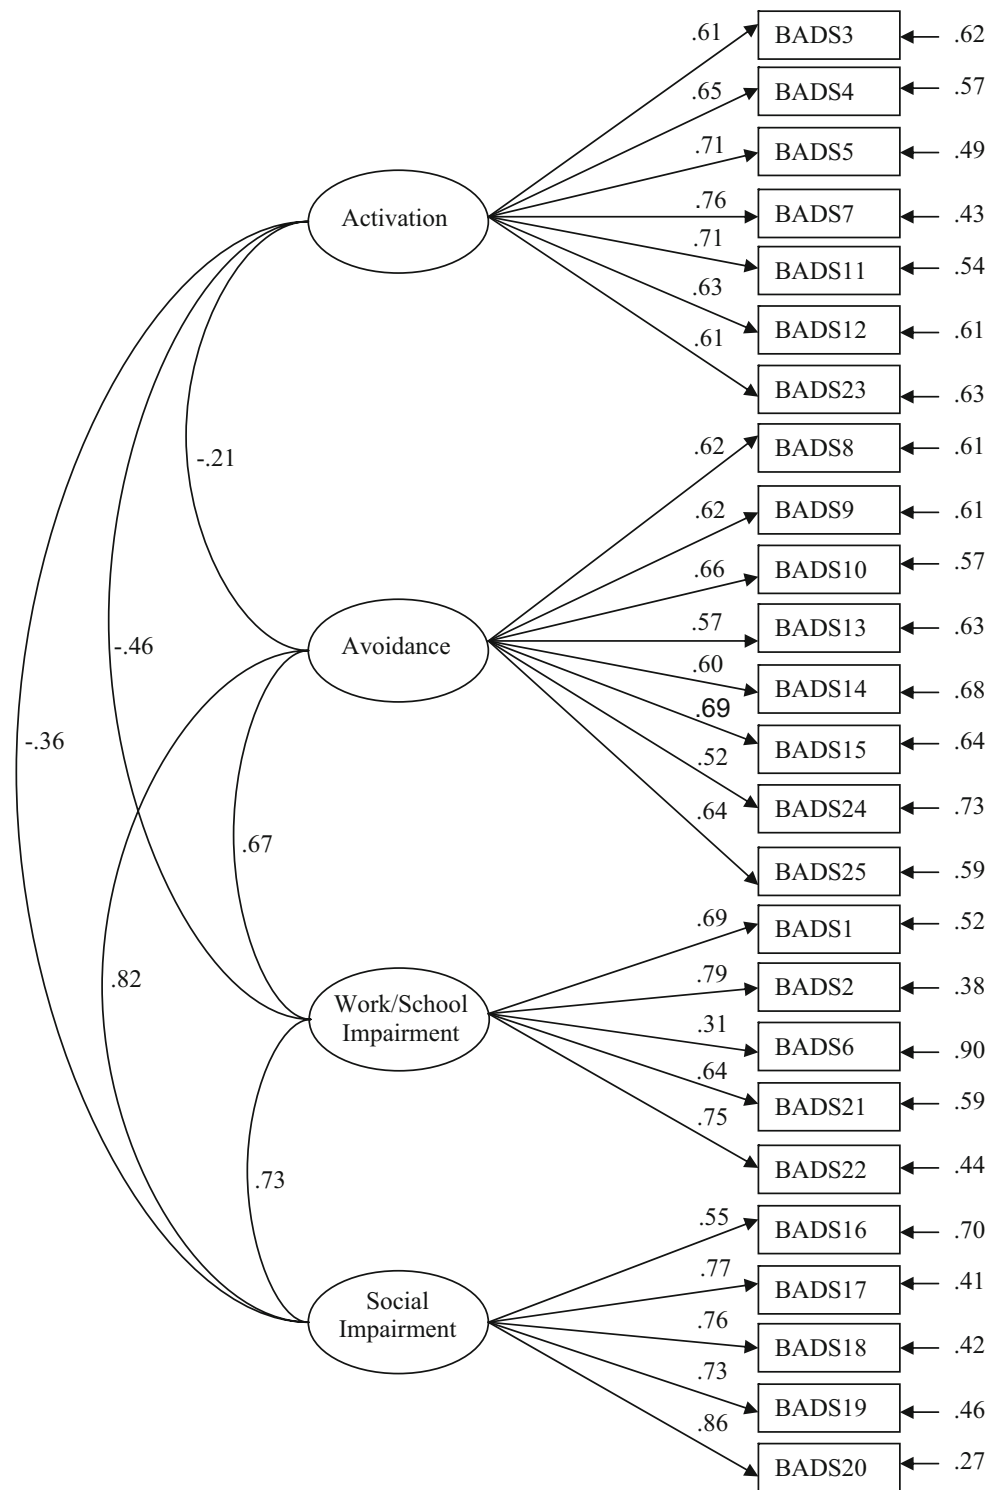 .61 BADS3 .62
.65 BADS4 .57
.71 BADS5 .49
Activation
.76 BADS7 .43
.71 BADS11 .54
.63 BADS12 .61
.61 BADS23 .63
-.21
.62 BADS8 .61
.62 BADS9 .61
.66 BADS10 .57
Avoidance
.57 BADS13 .63
.60 BADS14 .68
.69 BADS15 .64
.52 BADS24 .73
.64 BADS25 .59
-.46
-.36
.67
.82
.69 BADS1 .52
.79 BADS2 .38
Work/School
Impairment
.31 BADS6 .90
.64 BADS21 .59
.75 BADS22 .44
.73
.55 BADS16 .70
.77 BADS17 .41
Social
Impairment
.76 BADS18 .42
.73 BADS19 .46
.86 BADS20 .27